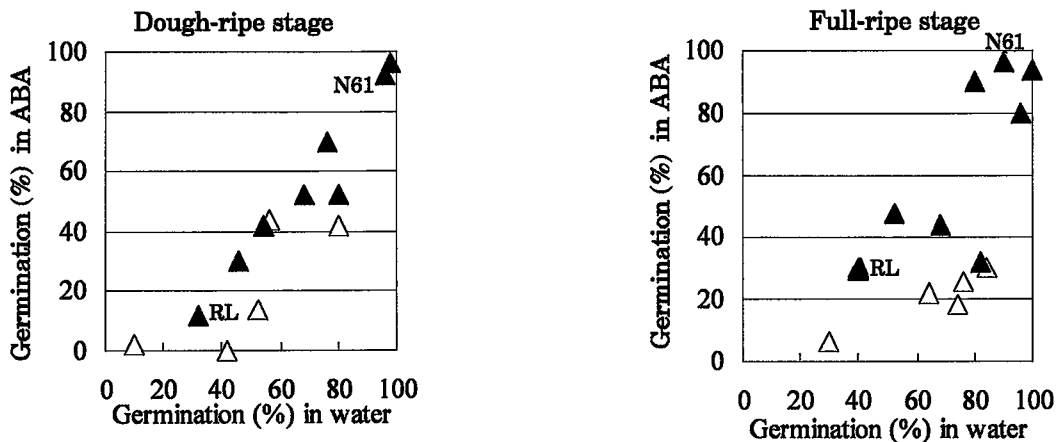 Dough-ripe stage
Germination (%) in ABA
100
80
60
40
20
0
N61
RL
0 20 40 60 80 100
Germination (%) in water
Full-ripe stage
Germination (%) in ABA
100
80
60
40
20
0
N61
RL
0 20 40 60 80 100
Germination (%) in water